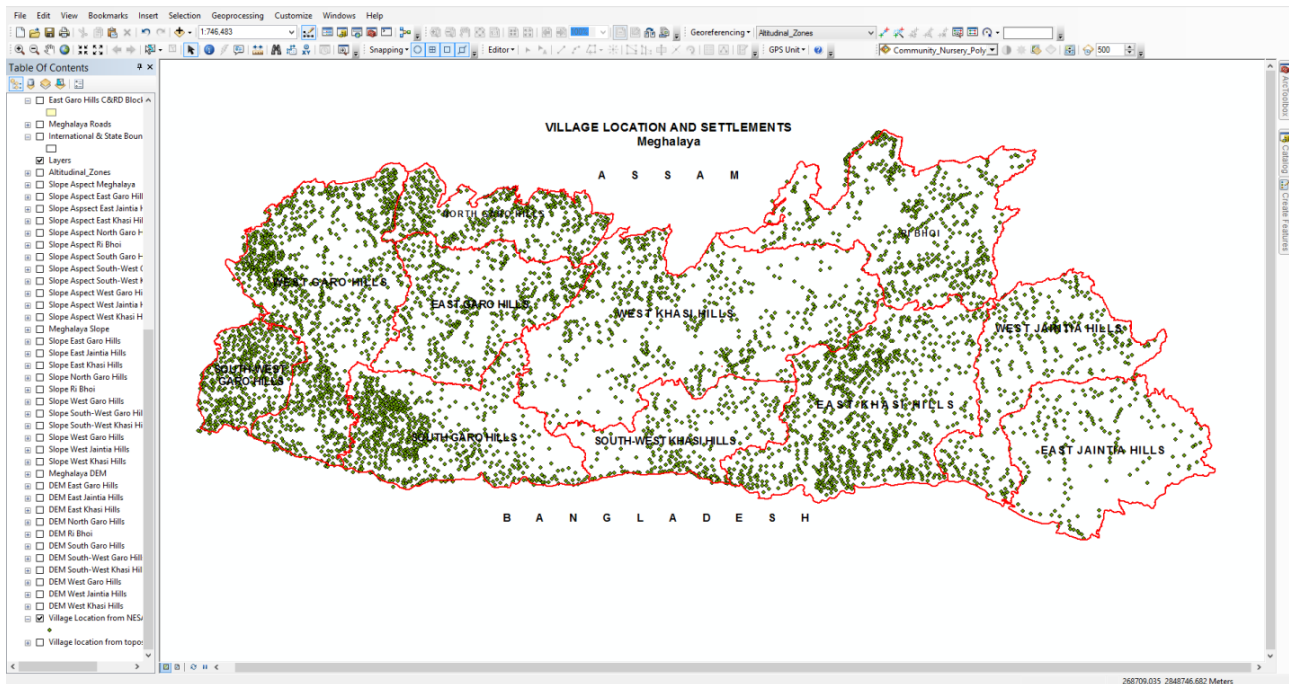 File Edit View Bookmarks Insert Selection Geoprocessing Customize Windows Help
1:746,483 Georeferencing Altitudinal_Zones
Snapping Editor GPS Unit Community_Nursery_Poly 500
Table Of Contents
East Garo Hills C&RD Block
Meghalaya Roads
International & State Boun
Layers
Altitudinal_Zones
Slope Aspect Meghalaya
Slope Aspect East Garo Hil
Slope Aspect East Jaintia H
Slope Aspect East Khasi Hil
Slope Aspect North Garo H
Slope Aspect Ri Bhoi
Slope Aspect South Garo H
Slope Aspect South-West G
Slope Aspect South-West K
Slope Aspect West Garo Hil
Slope Aspect West Jaintia H
Slope Aspect West Khasi H
Meghalaya Slope
Slope East Garo Hills
Slope East Jaintia Hills
Slope East Khasi Hills
Slope North Garo Hills
Slope Ri Bhoi
Slope West Garo Hills
Slope South-West Garo Hil
Slope South-West Khasi Hil
Slope West Garo Hills
Slope West Jaintia Hills
Slope West Khasi Hills
Meghalaya DEM
DEM East Garo Hills
DEM East Jaintia Hills
DEM East Khasi Hills
DEM North Garo Hills
DEM Ri Bhoi
DEM South Garo Hills
DEM South-West Garo Hill
DEM South-West Khasi Hil
DEM West Garo Hills
DEM West Jaintia Hills
DEM West Khasi Hills
Village Location from NESA
Village location from topos
VILLAGE LOCATION AND SETTLEMENTS
Meghalaya
A S S A M
NORTH GARO HILLS
RI BHOI
WEST GARO HILLS
EAST GARO HILLS
WEST KHASI HILLS
WEST JAINTIA HILLS
SOUTH-WEST
GARO HILLS
EAST KHASI HILLS
SOUTH GARO HILLS
SOUTH-WEST KHASI HILLS
EAST JAINTIA HILLS
B A N G L A D E S H
ArcToolbox
Catalog
Create Features
268709.035 2848746.682 Meters